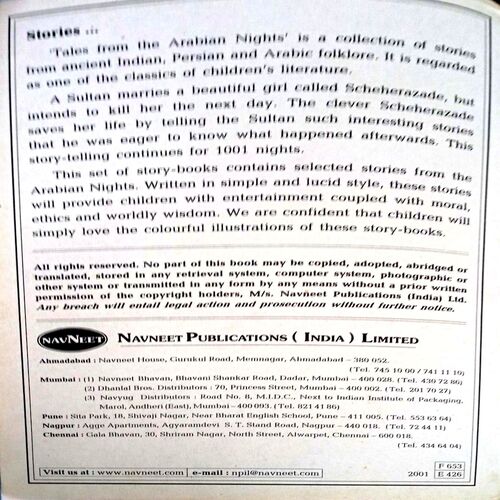 Stories :::
'Tales from the Arabian Nights' is a collection of stories
from ancient Indian, Persian and Arabic folklore. It is regarded
as one of the classics of children's literature.
A Sultan marries a beautiful girl called Scheherazade, but
intends to kill her the next day. The clever Scheherazade
saves her life by telling the Sultan such interesting stories
that he was eager to know what happened afterwards. This
story-telling continues for 1001 nights.
This set of story-books contains selected stories from the
Arabian Nights. Written in simple and lucid style, these stories
will provide children with entertainment coupled with moral,
ethics and worldly wisdom. We are confident that children will
simply love the colourful illustrations of these story-books.
All rights reserved. No part of this book may be copied, adopted, abridged or
translated, stored in any retrieval system, computer system, photographic or
other system or transmitted in any form by any means without a prior written
permission of the copyright holders, M/s. Navneet Publications (India) Ltd.
Any breach will entail legal action and prosecution without further notice.
NAVNEET NAVNEET PUBLICATIONS ( INDIA ) LIMITED
Ahmadabad : Navneet House, Gurukul Road, Memnagar, Ahmadabad – 380 052.
(Tel. 745 10 00 / 741 11 10)
Mumbai : (1) Navneet Bhavan, Bhavani Shankar Road, Dadar, Mumbai – 400 028. (Tel. 430 72 86)
(2) Dhanlal Bros. Distributors : 70, Princess Street, Mumbai – 400 002. (Tel. 201 70 27)
(3) Navyug Distributors : Road No. 8, M.I.D.C., Next to Indian Institute of Packaging,
Marol, Andheri (East), Mumbai – 400 093. (Tel. 821 41 86)
Pune : Sita Park, 18, Shivaji Nagar, Near Bharat English School, Pune – 411 005. (Tel. 553 63 64)
Nagpur : Agge Apartments, Agyaramdevi S. T. Stand Road, Nagpur – 440 018. (Tel. 72 44 11)
Chennai : Gala Bhavan, 30, Shriram Nagar, North Street, Alwarpet, Chennai – 600 018.
(Tel. 434 64 04)
Visit us at : www.navneet.com e-mail : npil@navneet.com 2001 F 653
E 426